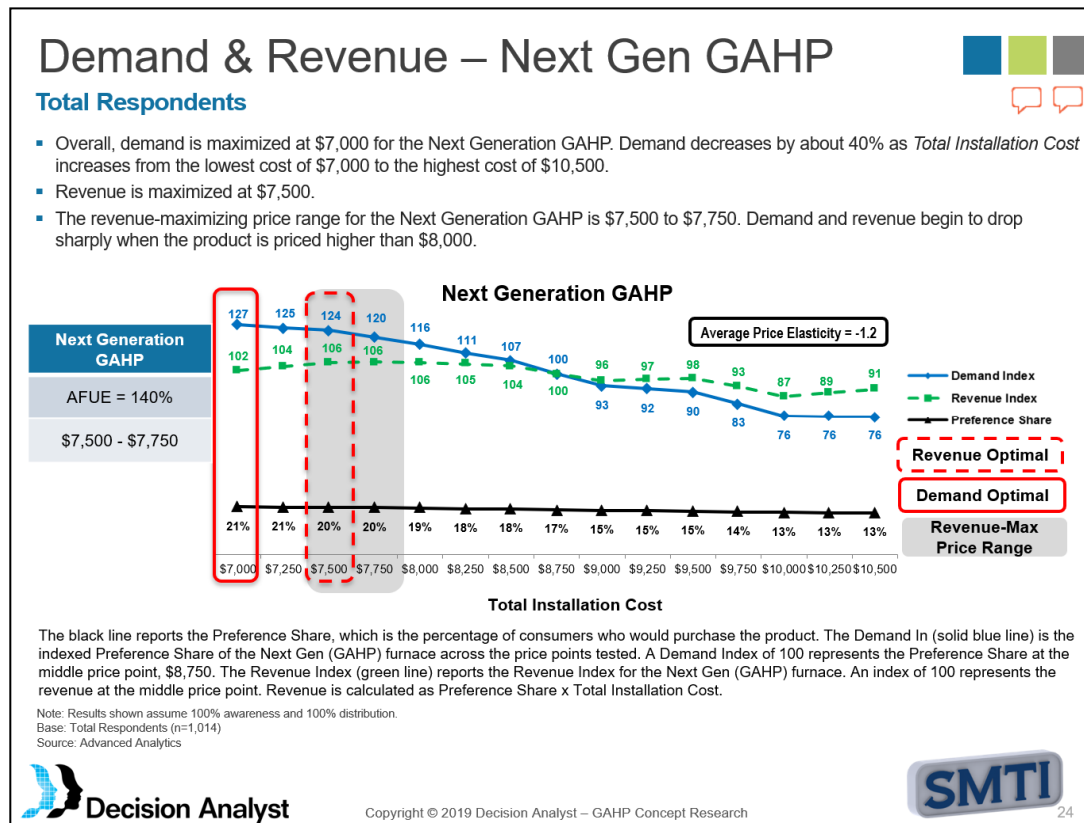 Demand & Revenue – Next Gen GAHP
Total Respondents
▪ Overall, demand is maximized at $7,000 for the Next Generation GAHP. Demand decreases by about 40% as Total Installation Cost
increases from the lowest cost of $7,000 to the highest cost of $10,500.
▪ Revenue is maximized at $7,500.
▪ The revenue-maximizing price range for the Next Generation GAHP is $7,500 to $7,750. Demand and revenue begin to drop
sharply when the product is priced higher than $8,000.
Next Generation
GAHP
AFUE = 140%
$7,500 - $7,750
Next Generation GAHP
Average Price Elasticity = -1.2
127 125 124 120 116 111 107 100 93 92 90 83 76 76 76
102 104 106 106 106 105 104 100 96 97 98 93 87 89 91
21% 21% 20% 20% 19% 18% 18% 17% 15% 15% 15% 14% 13% 13% 13%
$7,000 $7,250 $7,500 $7,750 $8,000 $8,250 $8,500 $8,750 $9,000 $9,250 $9,500 $9,750 $10,000 $10,250 $10,500
Total Installation Cost
Demand Index
Revenue Index
Preference Share
Revenue Optimal
Demand Optimal
Revenue-Max
Price Range
The black line reports the Preference Share, which is the percentage of consumers who would purchase the product. The Demand In (solid blue line) is the
indexed Preference Share of the Next Gen (GAHP) furnace across the price points tested. A Demand Index of 100 represents the Preference Share at the
middle price point, $8,750. The Revenue Index (green line) reports the Revenue Index for the Next Gen (GAHP) furnace. An index of 100 represents the
revenue at the middle price point. Revenue is calculated as Preference Share x Total Installation Cost.
Note: Results shown assume 100% awareness and 100% distribution.
Base: Total Respondents (n=1,014)
Source: Advanced Analytics
Decision Analyst
Copyright © 2019 Decision Analyst – GAHP Concept Research
SMTI
24